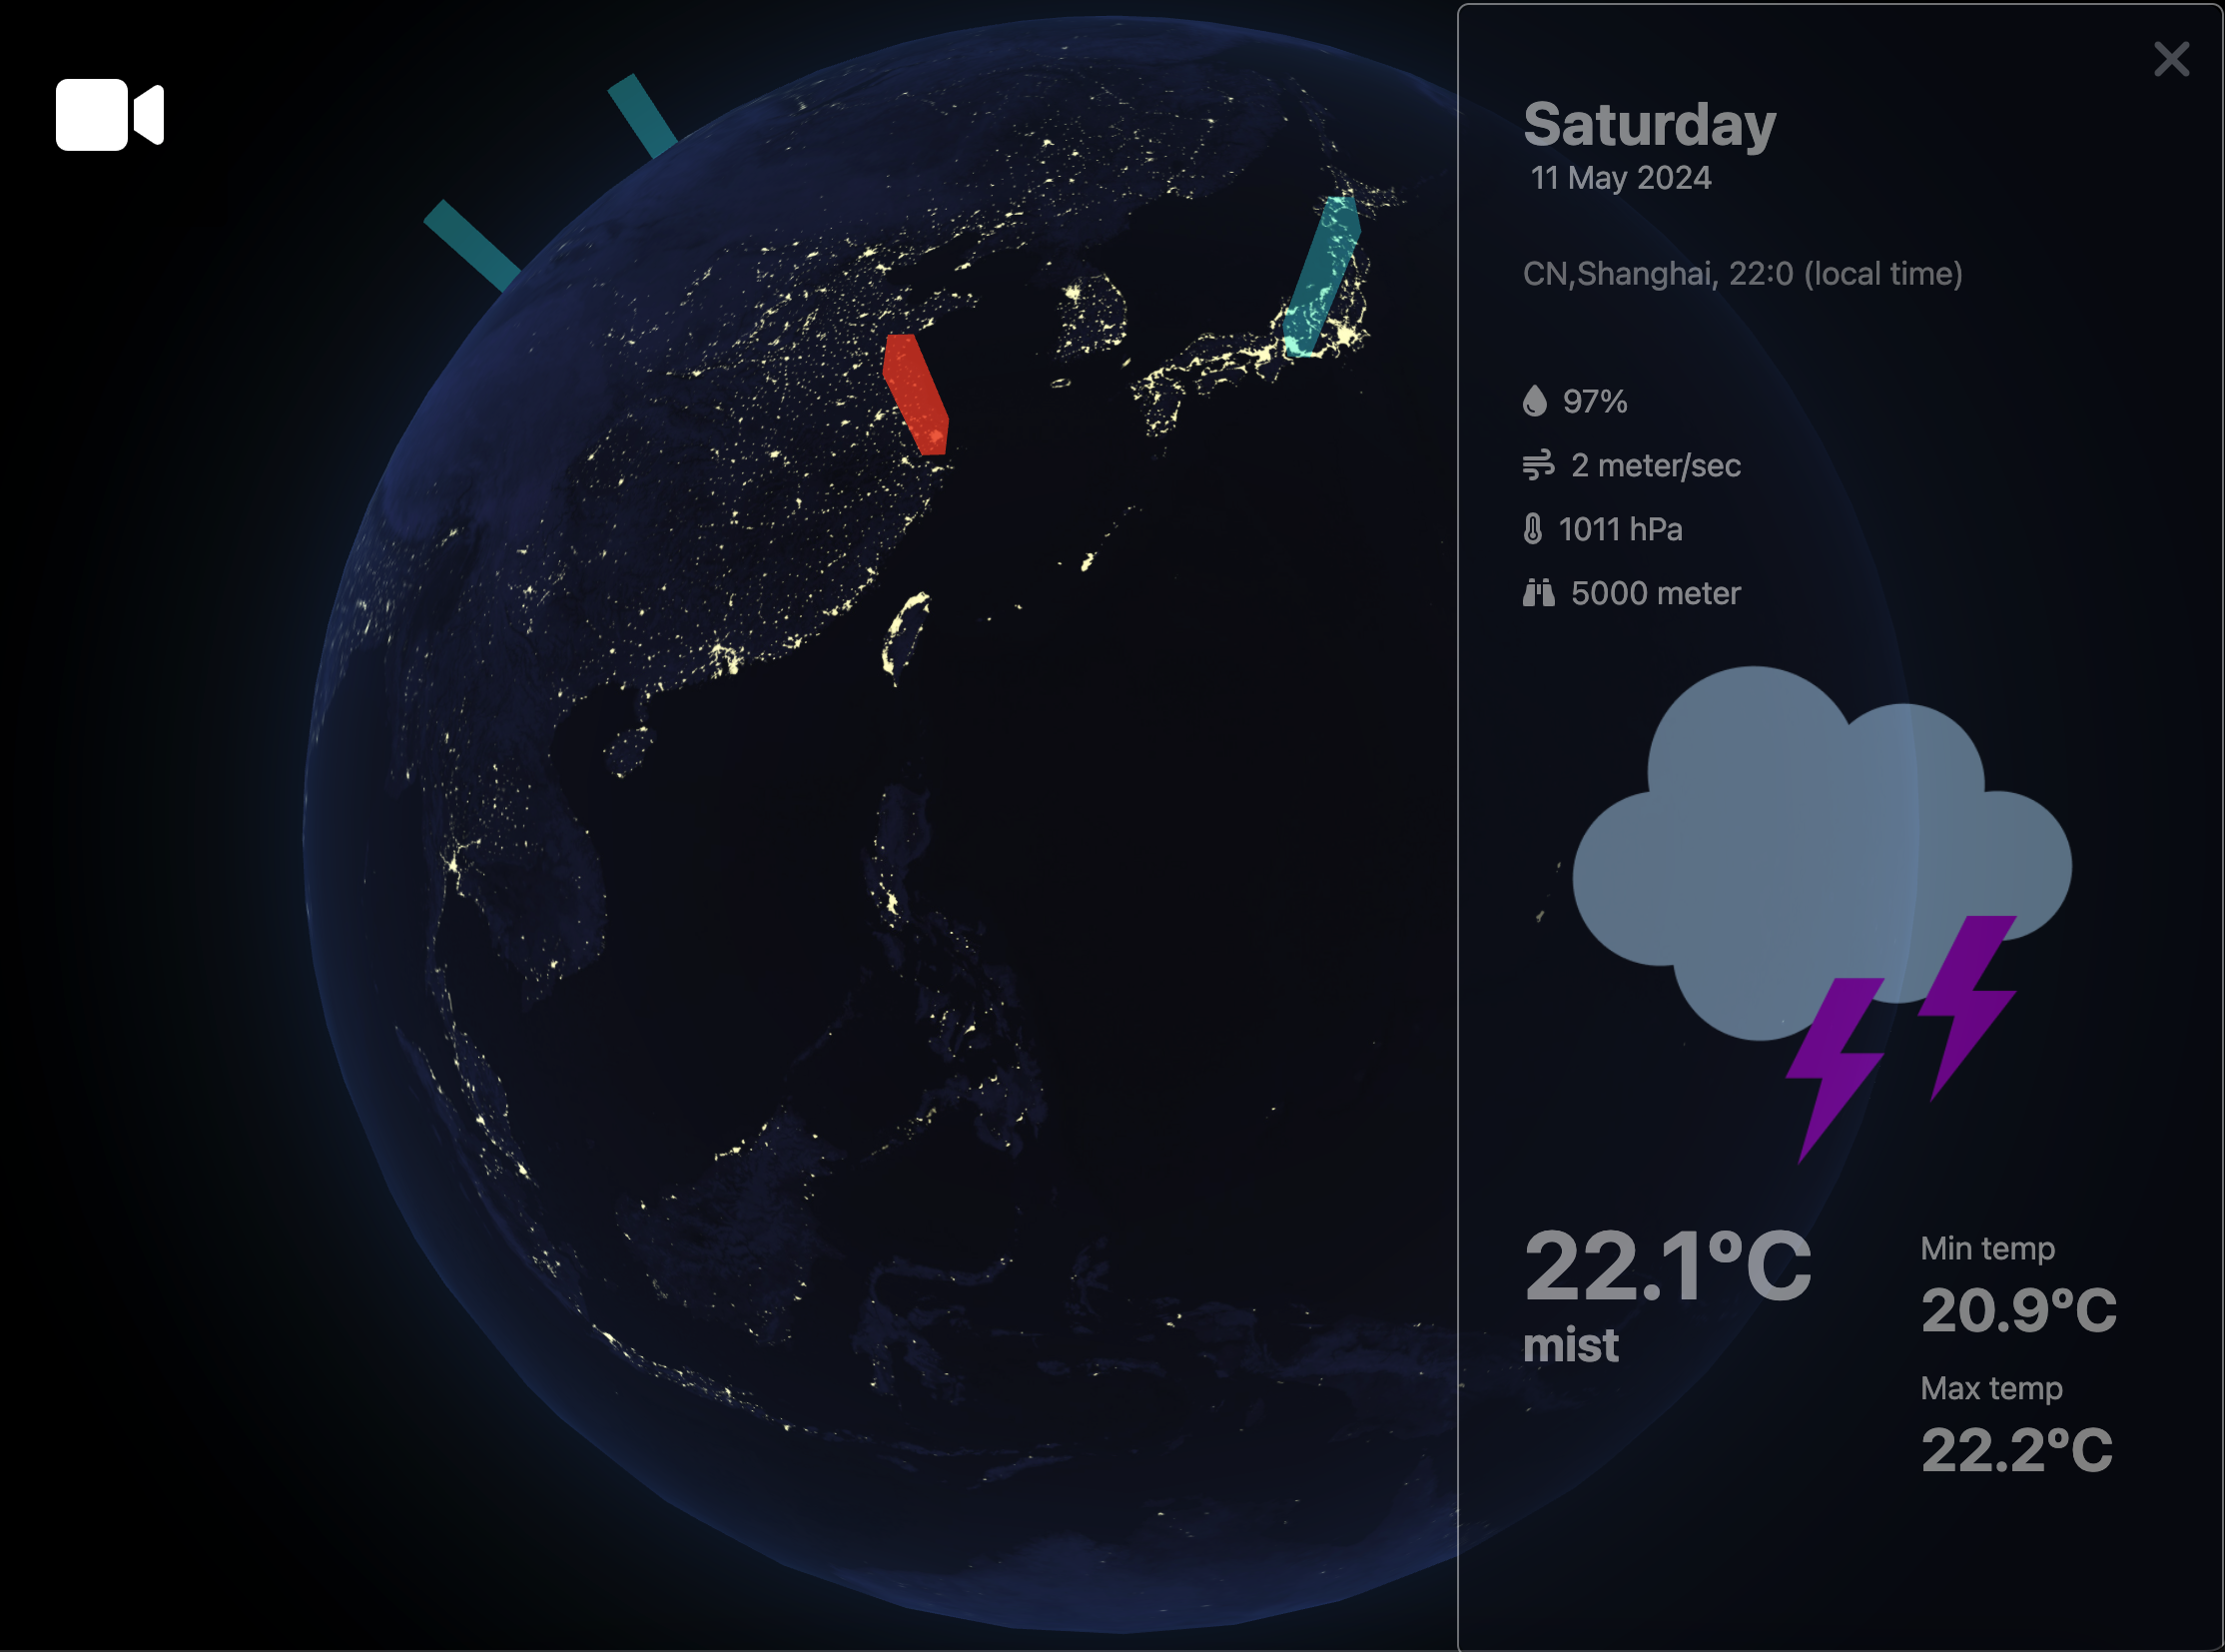 Saturday
11 May 2024
CN,Shanghai, 22:0 (local time)
97%
2 meter/sec
1011 hPa
5000 meter
22.1°C
mist
Min temp
20.9°C
Max temp
22.2°C